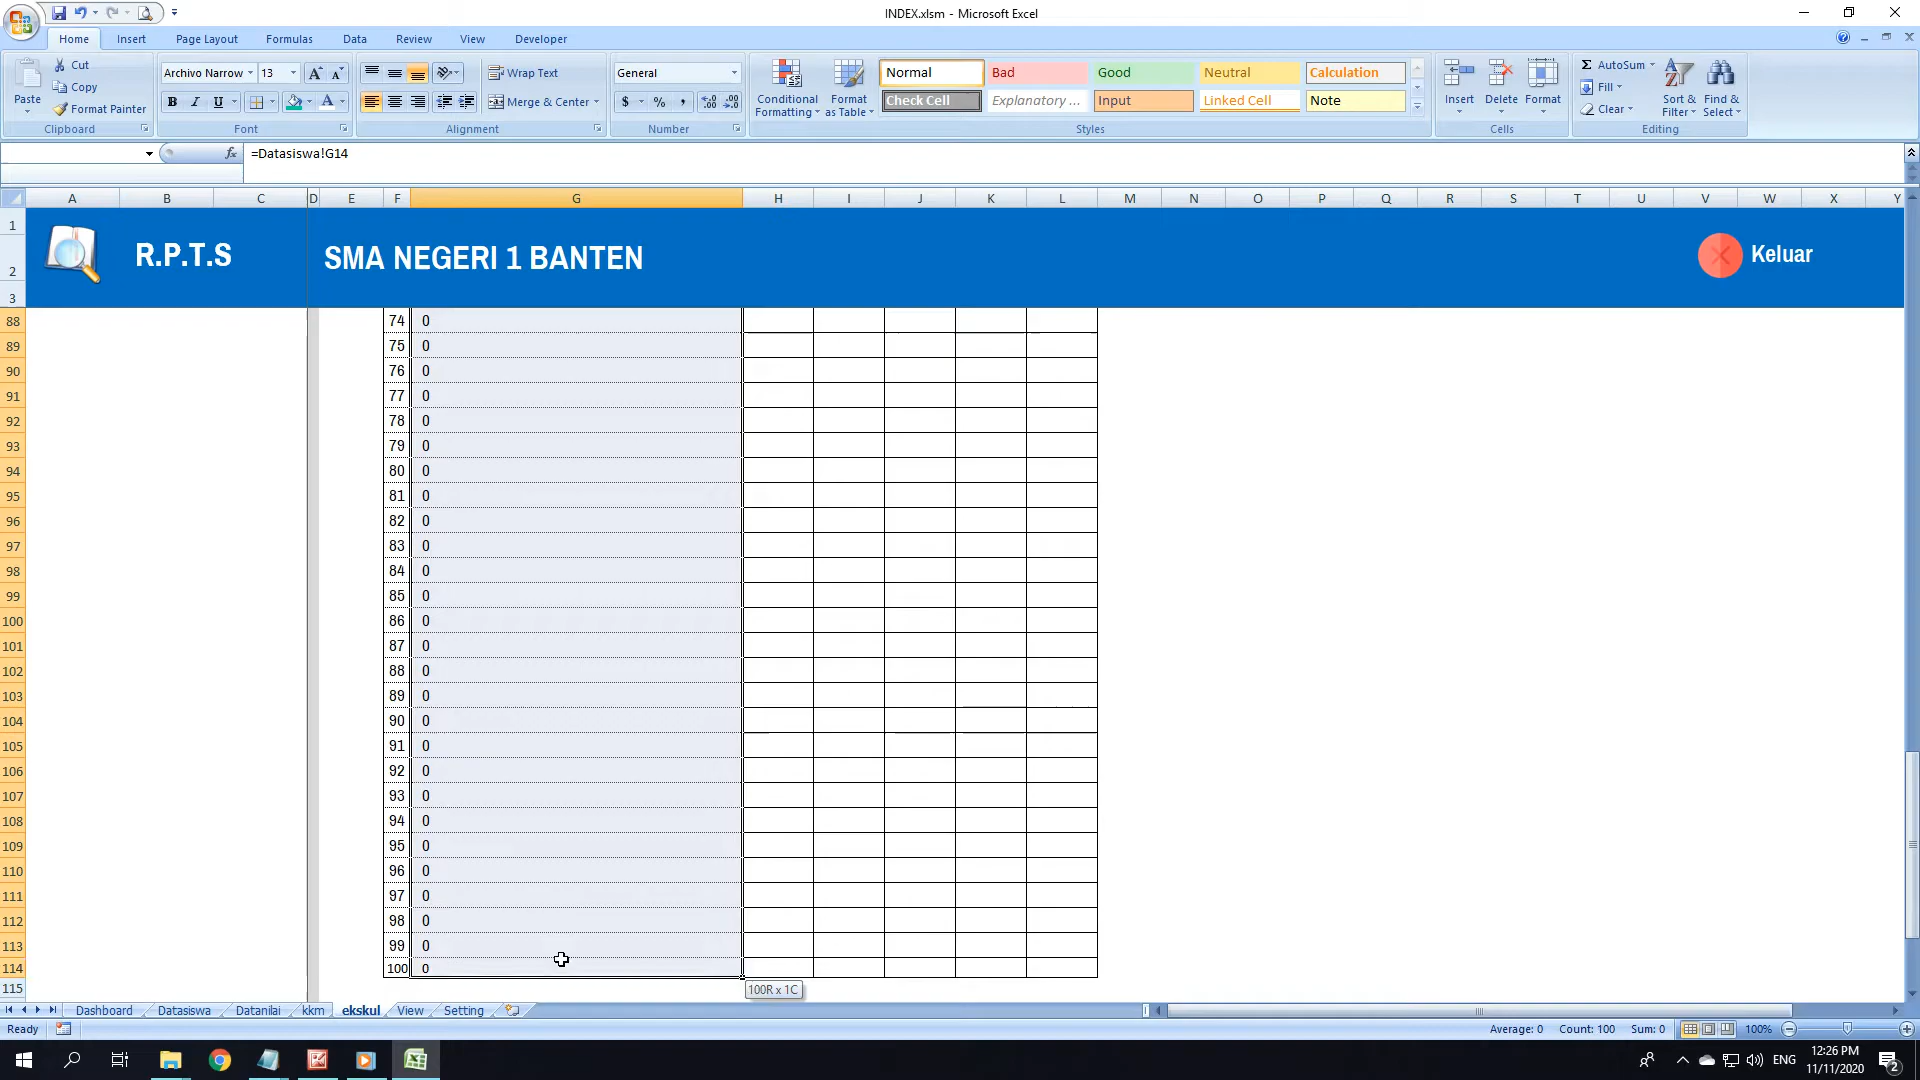 INDEX.xlsm - Microsoft Excel
Home Insert Page Layout Formulas Data Review View Developer
Paste Cut Copy Format Painter Clipboard
Archivo Narrow 13 A A B I U A Font
Wrap Text Merge & Center Alignment
General $ % , Number
Conditional Formatting Format as Table
Normal Bad Good Neutral Calculation
Check Cell Explanatory ... Input Linked Cell Note
Styles
Insert Delete Format Cells
Σ AutoSum Fill Clear Sort & Filter Find & Select Editing
fx =Datasiswa!G14
A B C D E F G H I J K L M N O P Q R S T U V W X Y
1
2 R.P.T.S SMA NEGERI 1 BANTEN Keluar
3
88 74 0
89 75 0
90 76 0
91 77 0
92 78 0
93 79 0
94 80 0
95 81 0
96 82 0
97 83 0
98 84 0
99 85 0
100 86 0
101 87 0
102 88 0
103 89 0
104 90 0
105 91 0
106 92 0
107 93 0
108 94 0
109 95 0
110 96 0
111 97 0
112 98 0
113 99 0
114 100 0
115 100R x 1C
Dashboard Datasiswa Datanilai kkm ekskul View Setting
Ready Average: 0 Count: 100 Sum: 0 100%
ENG 12:26 PM
11/11/2020 2